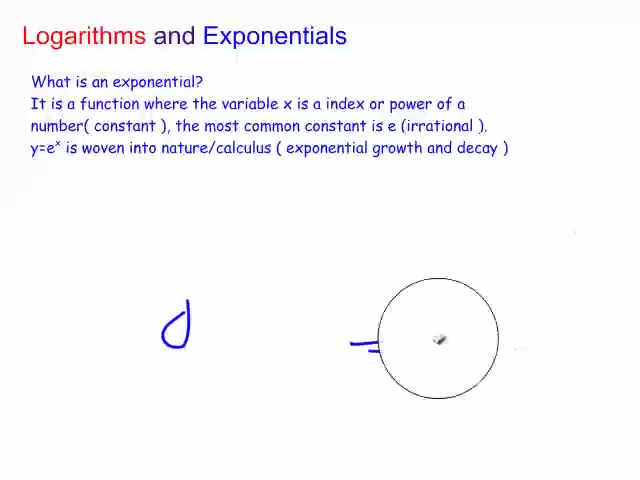 Logarithms and Exponentials
What is an exponential?
It is a function where the variable x is a index or power of a
number( constant ), the most common constant is e (irrational ).
y=eˣ is woven into nature/calculus ( exponential growth and decay )
=